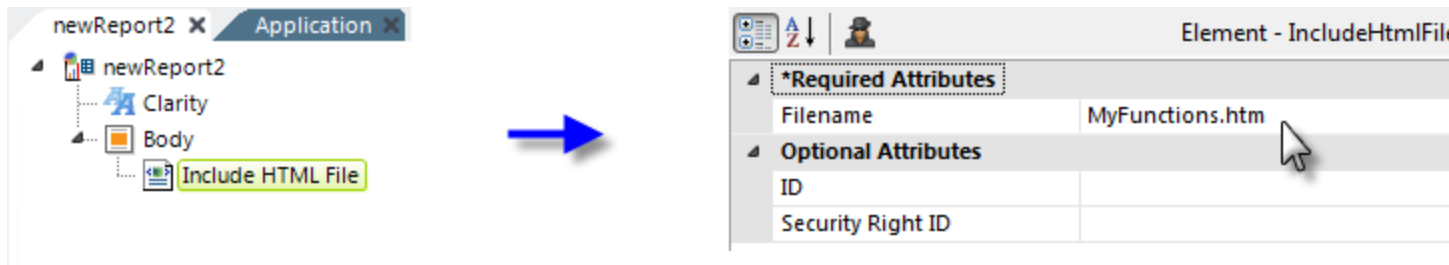 newReport2 Application
newReport2
Clarity
Body
Include HTML File
A Z Element - IncludeHtmlFile
*Required Attributes
Filename MyFunctions.htm
Optional Attributes
ID
Security Right ID